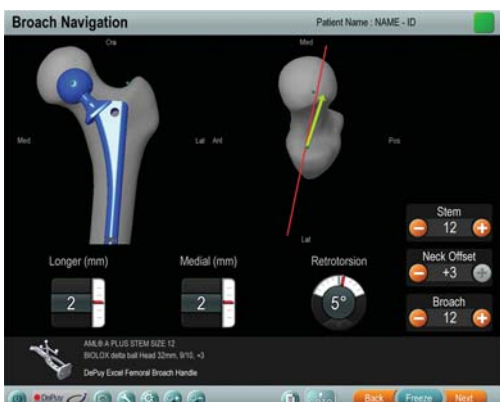 Broach Navigation
Patient Name : NAME - ID
Cra
Med
Med
Lat
Ant
Pos
Lat
Stem
12
Neck Offset
+3
Longer (mm)
Medial (mm)
Retrotorsion
2
2
5°
Broach
12
AML® A PLUS STEM SIZE 12
BIOLOX delta ball Head 32mm, 9/10, +3
DePuy Excel Femoral Broach Handle
DePuy
Back
Freeze
Next